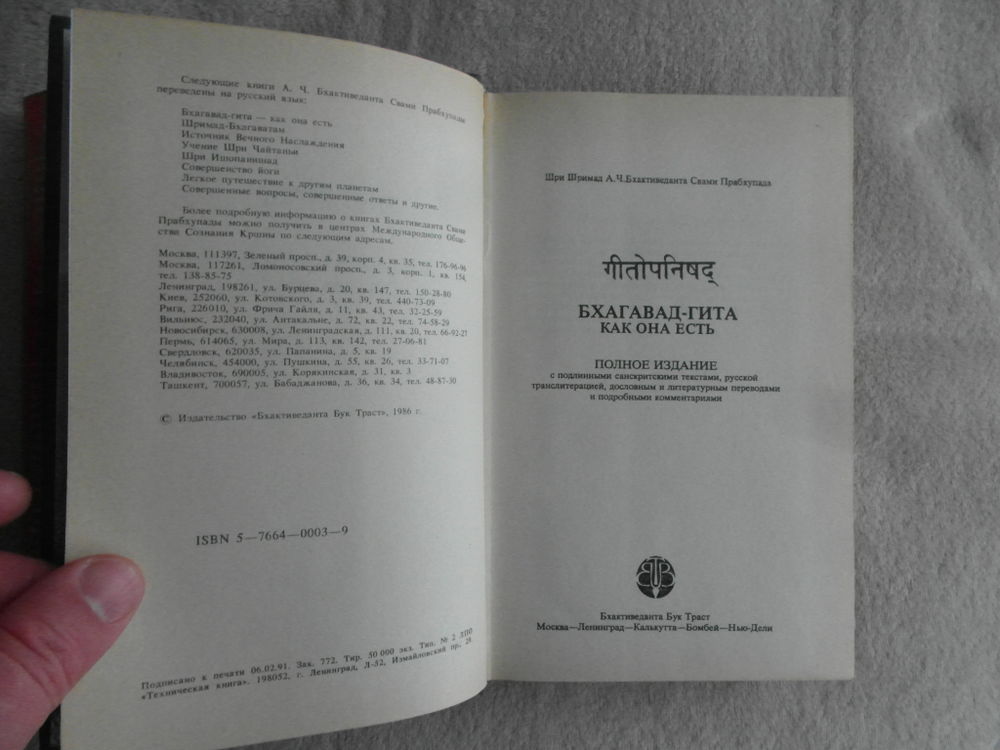 Следующие книги А. Ч. Бхактиведанта Свами Прабхупады
переведены на русский язык:
Бхагавад-гита — как она есть
Шримад-Бхагаватам
Источник Вечного Наслаждения
Учение Шри Чайтаньи
Шри Ишопанишад
Совершенство йоги
Легкое путешествие к другим планетам
Совершенные вопросы, совершенные ответы и другие.
Более подробную информацию о книгах Бхактиведанта Свами
Прабхупады можно получить в центрах Международного Обще-
ства Сознания Кришны по следующим адресам.
Москва, 111397, Зеленый просп., д. 39, корп. 4, кв. 35, тел. 176-96-96
Москва, 117261, Ломоносовский просп., д. 3, корп. 1, кв. 154,
тел. 138-85-75
Ленинград, 198261, ул. Бурцева, д. 20, кв. 147, тел. 150-28-80
Киев, 252060, ул. Котовского, д. 3, кв. 39, тел. 440-73-09
Рига, 226010, ул. Фрича Гайля, д. 11, кв. 43, тел. 32-25-59
Вильнюс, 232040, ул. Антакальне, д. 72, кв. 22, тел. 74-58-29
Новосибирск, 630008, ул. Ленинградская, д. 111, кв. 20, тел. 66-92-21
Пермь, 614065, ул. Мира, д. 113, кв. 142, тел. 27-06-81
Свердловск, 620035, ул. Папанина, д. 5, кв. 19
Челябинск, 454000, ул. Пушкина, д. 55, кв. 26, тел. 33-71-07
Владивосток, 690005, ул. Корякинская, д. 31, кв. 3
Ташкент, 700057, ул. Бабаджанова, д. 36, кв. 34, тел. 48-87-30
© Издательство «Бхактиведанта Бук Траст», 1986 г.
ISBN 5—7664—0003—9
Подписано к печати 06.02.91. Зак. 772. Тир. 50 000 экз. Тип. № 2 ЛПО
«Техническая книга». 198052, г. Ленинград, Л-52, Измайловский пр., 29.
Шри Шримад А.Ч.Бхактиведанта Свами Прабхупада
गीतोपनिषद्
БХАГАВАД-ГИТА
КАК ОНА ЕСТЬ
ПОЛНОЕ ИЗДАНИЕ
с подлинными санскритскими текстами, русской
транслитерацией, дословным и литературным переводами
и подробными комментариями
Бхактиведанта Бук Траст
Москва—Ленинград—Калькутта—Бомбей—Нью-Дели